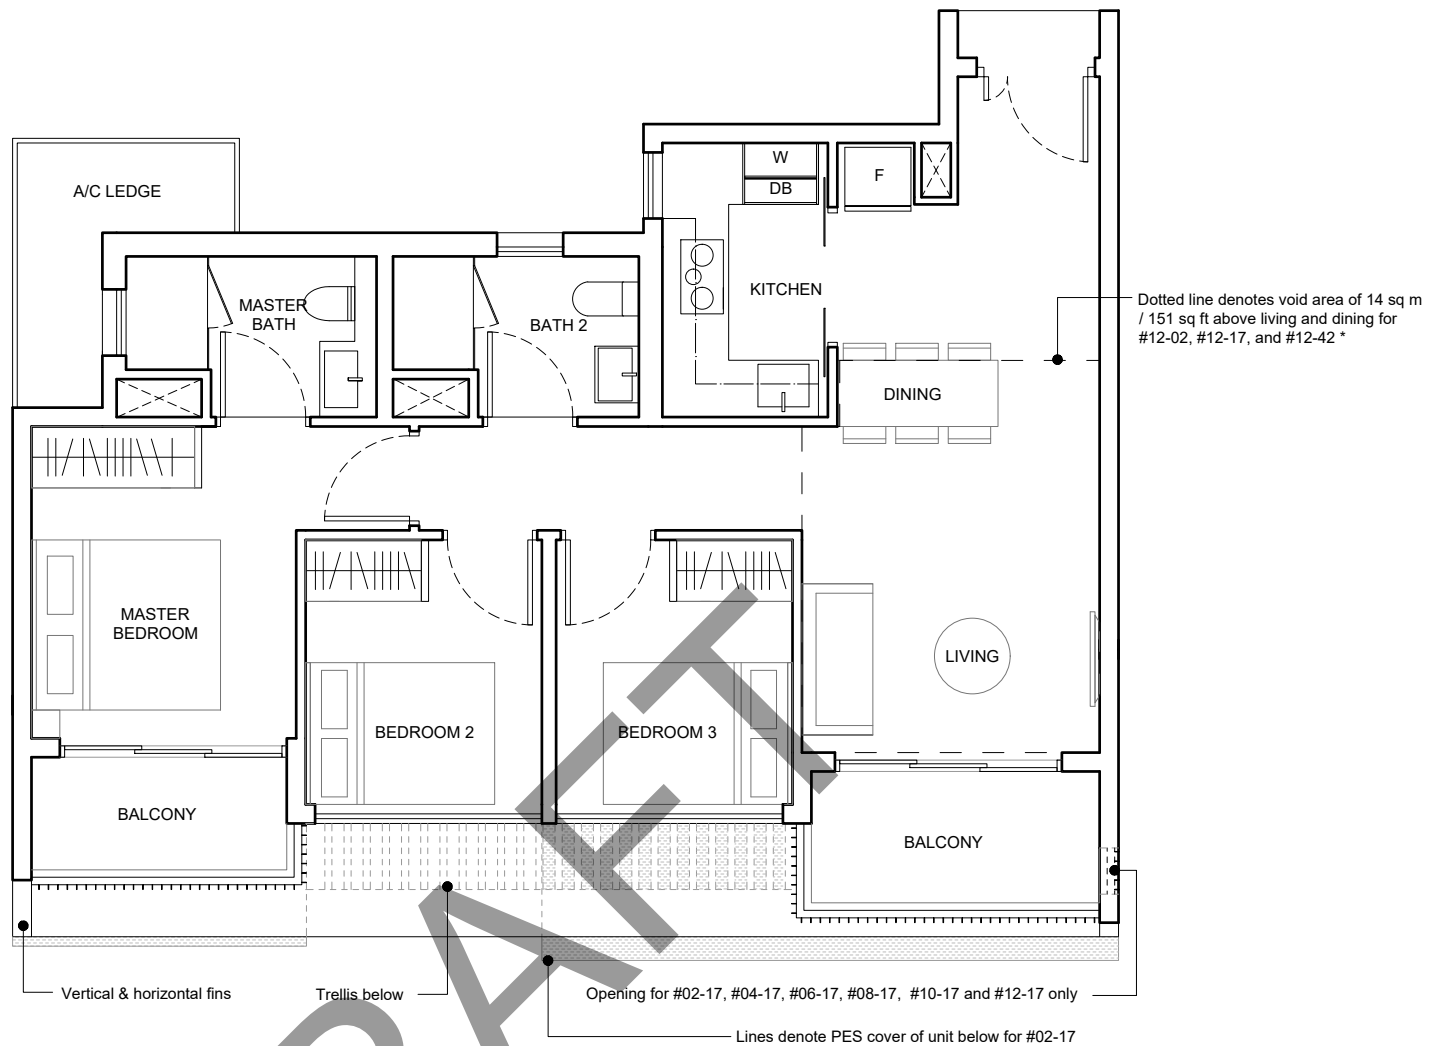 A/C LEDGE
W
DB
F
MASTER
BATH
BATH 2
KITCHEN
Dotted line denotes void area of 14 sq m
/ 151 sq ft above living and dining for
#12-02, #12-17, and #12-42 *
DINING
MASTER
BEDROOM
LIVING
BEDROOM 2
BEDROOM 3
BALCONY
BALCONY
Vertical & horizontal fins
Trellis below
Opening for #02-17, #04-17, #06-17, #08-17, #10-17 and #12-17 only
Lines denote PES cover of unit below for #02-17
RAFT